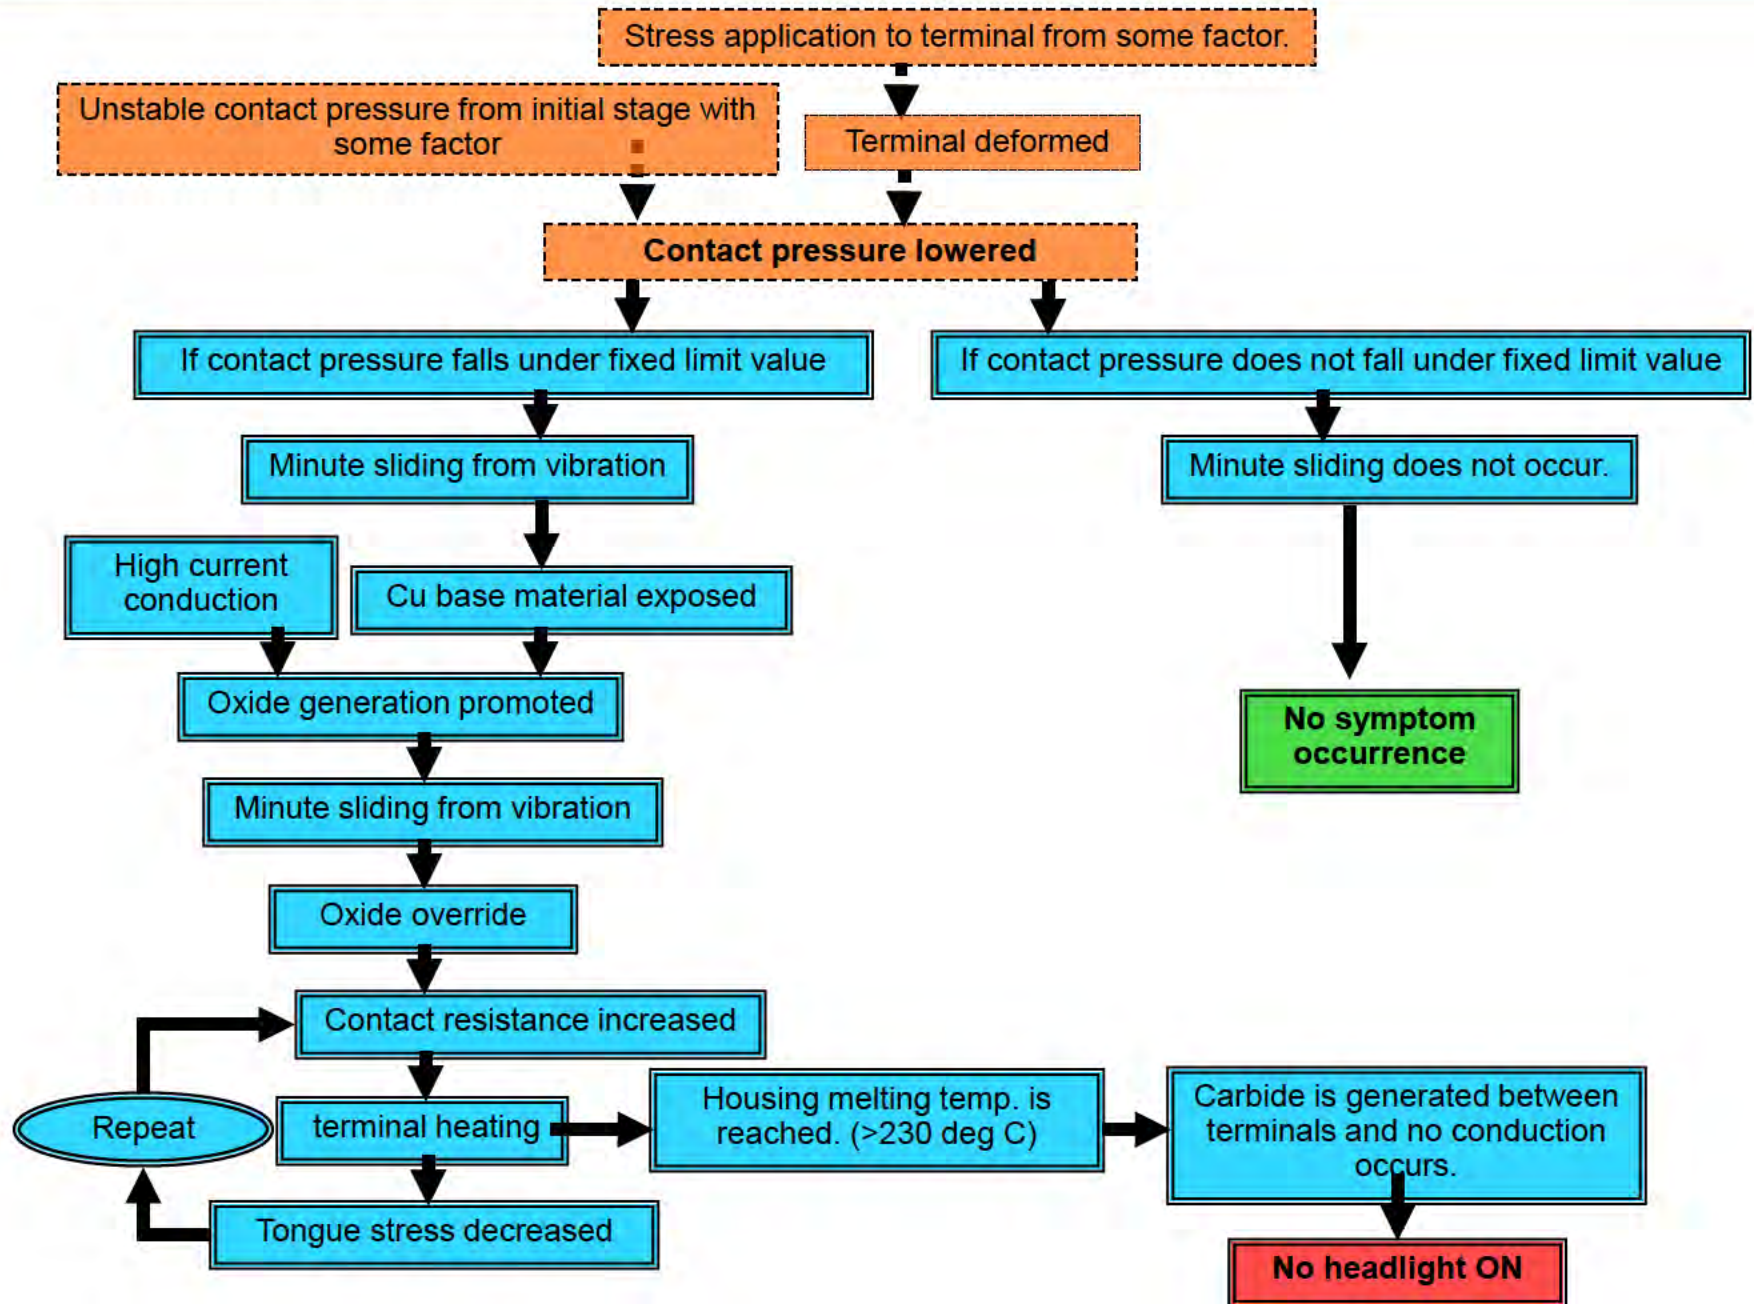 Stress application to terminal from some factor.
Unstable contact pressure from initial stage with
some factor
Terminal deformed
Contact pressure lowered
If contact pressure falls under fixed limit value
If contact pressure does not fall under fixed limit value
Minute sliding from vibration
Minute sliding does not occur.
High current
conduction
Cu base material exposed
Oxide generation promoted
No symptom
occurrence
Minute sliding from vibration
Oxide override
Contact resistance increased
Repeat
terminal heating
Housing melting temp. is
reached. (>230 deg C)
Carbide is generated between
terminals and no conduction
occurs.
Tongue stress decreased
No headlight ON